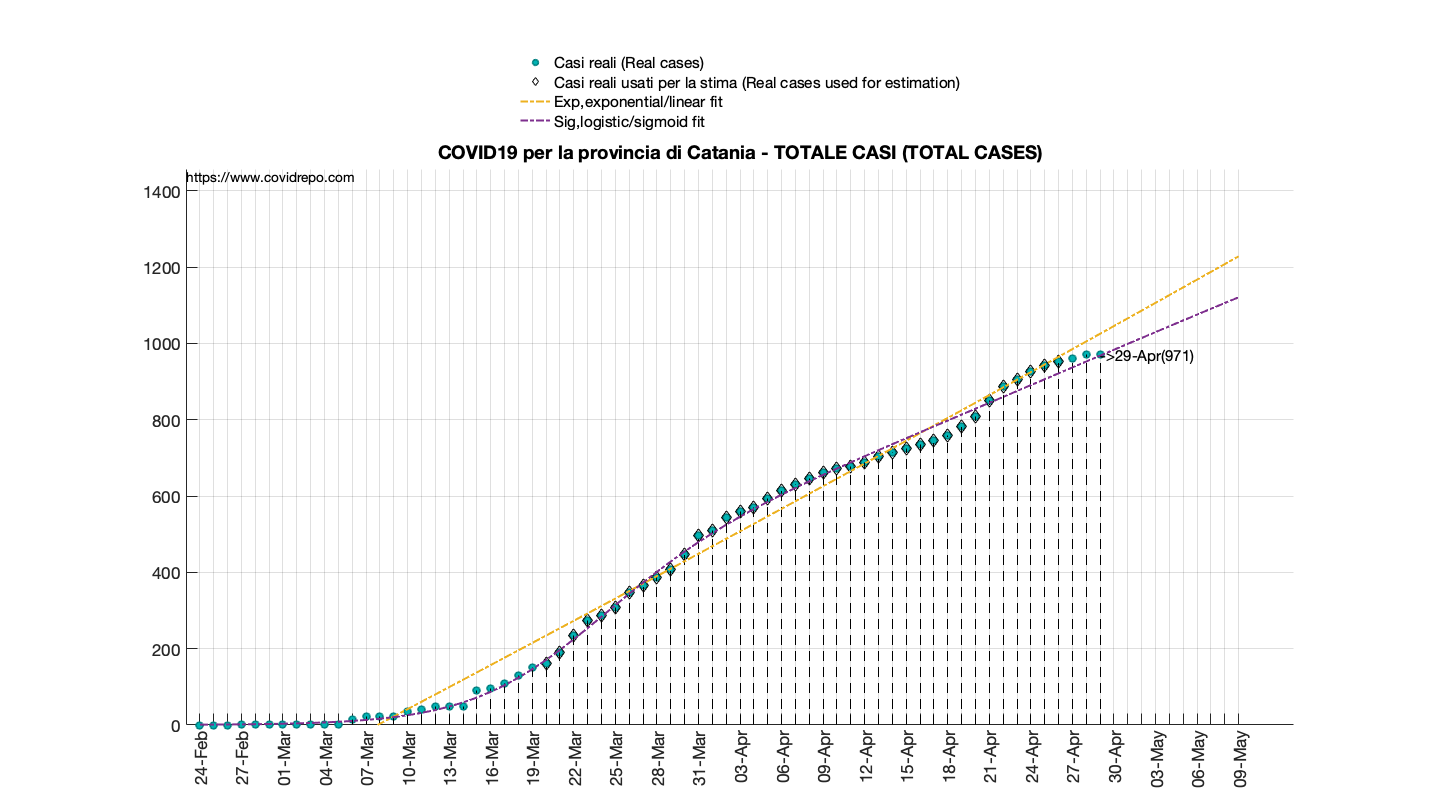 Casi reali (Real cases)
Casi reali usati per la stima (Real cases used for estimation)
Exp,exponential/linear fit
Sig,logistic/sigmoid fit
COVID19 per la provincia di Catania - TOTALE CASI (TOTAL CASES)
https://www.covidrepo.com
1400
1200
1000
800
600
400
200
0
>29-Apr(971)
24-Feb
27-Feb
01-Mar
04-Mar
07-Mar
10-Mar
13-Mar
16-Mar
19-Mar
22-Mar
25-Mar
28-Mar
31-Mar
03-Apr
06-Apr
09-Apr
12-Apr
15-Apr
18-Apr
21-Apr
24-Apr
27-Apr
30-Apr
03-May
06-May
09-May